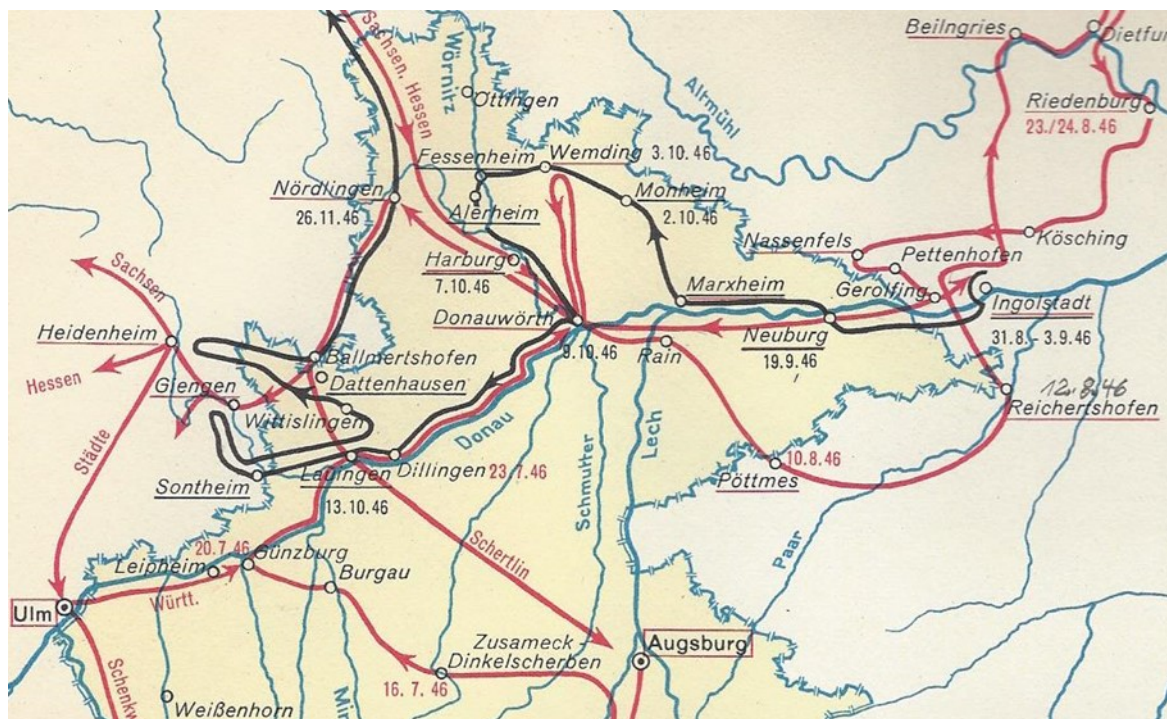 Beilngries
Dietfur
Sachsen, Hessen
Wörnitz
Öttingen
Altmühl
Riedenburg
23./24.8.46
Fessenheim
Wemding 3.10.46
Nördlingen
26.11.46
Alerheim
Monheim
2.10.46
Nassenfels
Kösching
Pettenhofen
Sachsen
Harburg
7.10.46
Marxheim
Gerolfing
Ingolstadt
31.8. - 3.9.46
Heidenheim
Donauwörth
9.10.46
Rain
Neuburg
19.9.46
Hessen
Ballmertshofen
Dattenhausen
Giengen
Wittislingen
12.8.46
Reichertshofen
Städte
Donau
Lech
Schmutter
Sontheim
Lauingen
13.10.46
Dillingen 23.7.46
10.8.46
Pöttmes
Paar
20.7.46
Leipheim
Günzburg
Burgau
Schertlin
Ulm
Württ.
Zusameck -
Dinkelscherben
16.7.46
Augsburg
Schenkw
Weißenhorn
Min